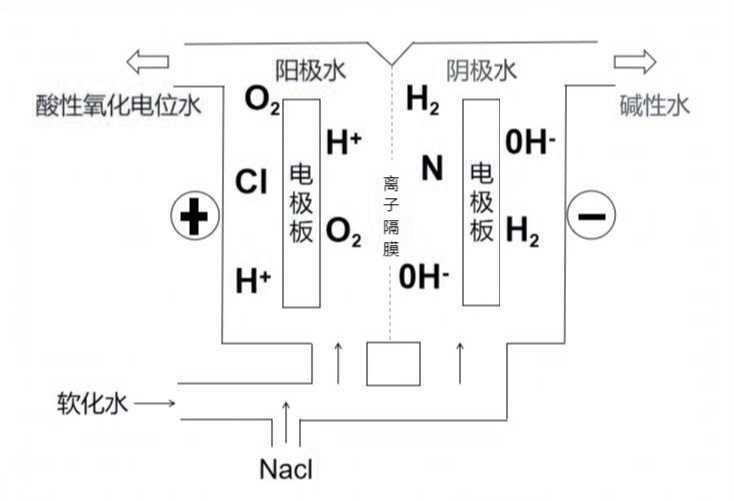 阳极水
阴极水
酸性氧化电位水
碱性水
O₂
H₂
H⁺
0H⁻
Cl
N
电极板
离子隔膜
电极板
+
−
O₂
H₂
H⁺
0H⁻
软化水
Nacl